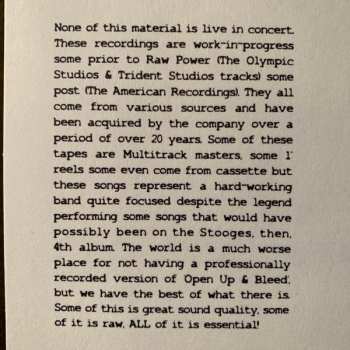 None of this material is live in concert.
These recordings are work-in-progress
some prior to Raw Power (The Olympic
Studios & Trident Studios tracks) some
post (The American Recordings). They all
come from various sources and have
been acquired by the company over a
period of over 20 years. Some of these
tapes are Multitrack masters, some 1"
reels some even come from cassette but
these songs represent a hard-working
band quite focused despite the legend
performing some songs that would have
possibly been on the Stooges, then,
4th album. The world is a much worse
place for not having a professionally
recorded version of 'Open Up & Bleed',
but we have the best of what there is.
Some of this is great sound quality, some
of it is raw, ALL of it is essential!